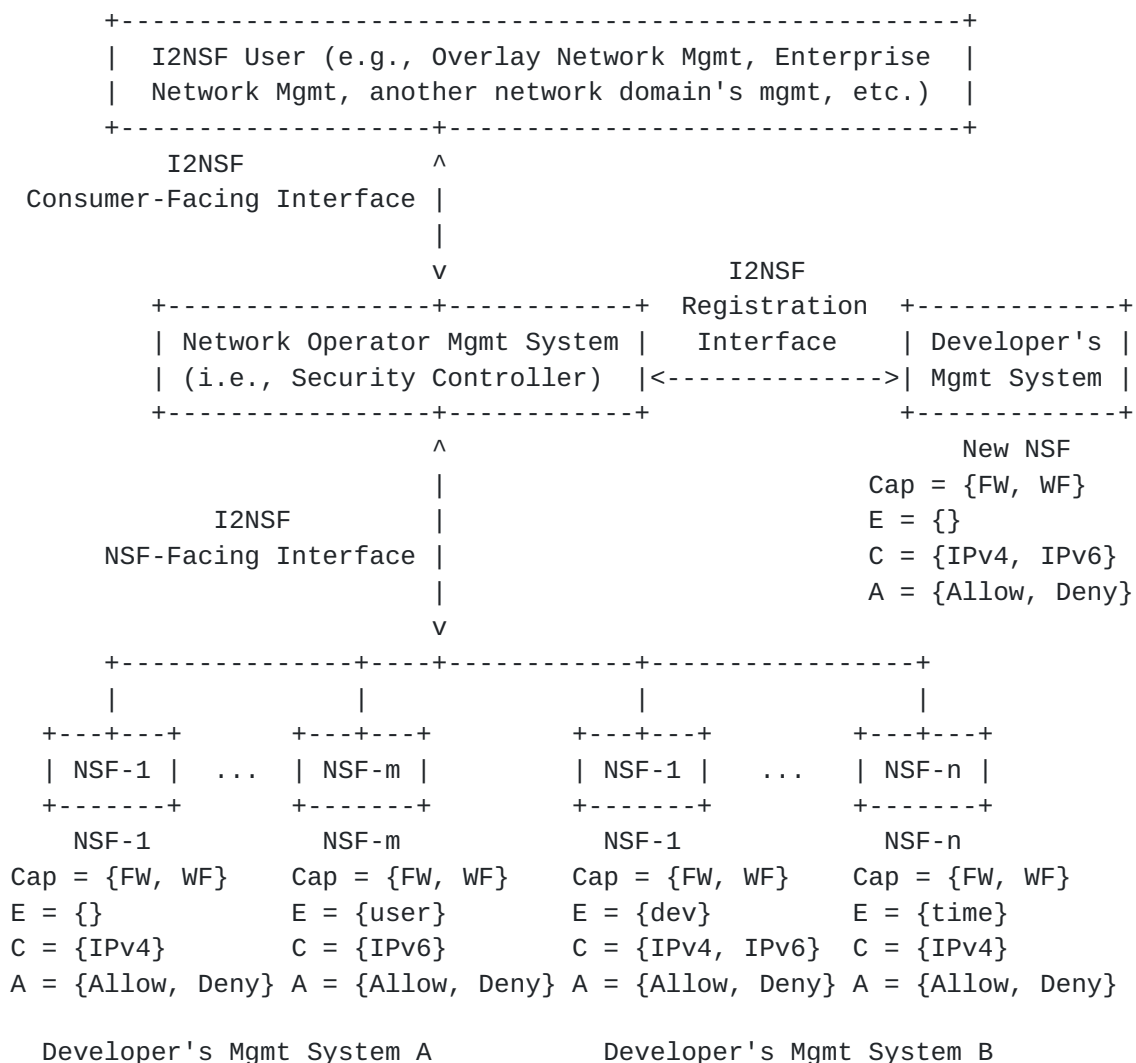 +------------------------------------------------------+
|  I2NSF User (e.g., Overlay Network Mgmt, Enterprise  |
|  Network Mgmt, another network domain's mgmt, etc.)  |
+--------------------+---------------------------------+
I2NSF            ^
Consumer-Facing Interface |
|
v                  I2NSF
+-----------------+------------+  Registration  +-------------+
| Network Operator Mgmt System |   Interface    | Developer's |
| (i.e., Security Controller)  |<-------------->| Mgmt System |
+-----------------+------------+                +-------------+
^                                 New NSF
|                           Cap = {FW, WF}
I2NSF          |                           E = {}
NSF-Facing Interface |                           C = {IPv4, IPv6}
|                           A = {Allow, Deny}
v
+---------------+----+------------+-----------------+
|               |                 |                 |
+---+---+       +---+---+         +---+---+         +---+---+
| NSF-1 |  ...  | NSF-m |         | NSF-1 |   ...   | NSF-n |
+-------+       +-------+         +-------+         +-------+
NSF-1           NSF-m             NSF-1             NSF-n
Cap = {FW, WF}    Cap = {FW, WF}    Cap = {FW, WF}    Cap = {FW, WF}
E = {}            E = {user}        E = {dev}         E = {time}
C = {IPv4}        C = {IPv6}        C = {IPv4, IPv6}  C = {IPv4}
A = {Allow, Deny} A = {Allow, Deny} A = {Allow, Deny} A = {Allow, Deny}
Developer's Mgmt System A           Developer's Mgmt System B